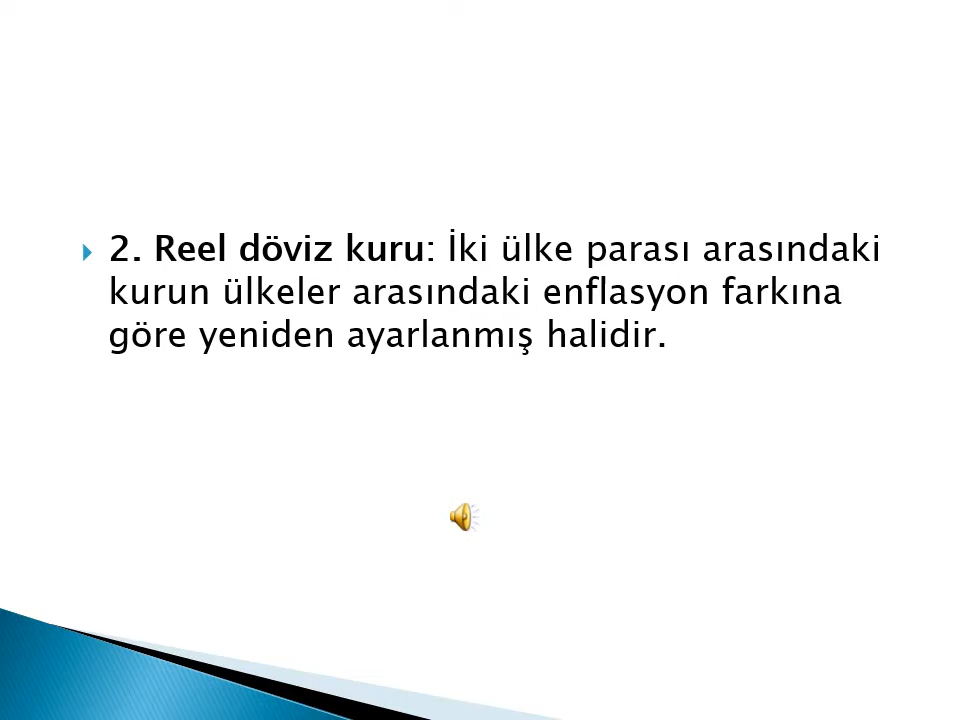 2. Reel döviz kuru: İki ülke parası arasındaki
kurun ülkeler arasındaki enflasyon farkına
göre yeniden ayarlanmış halidir.